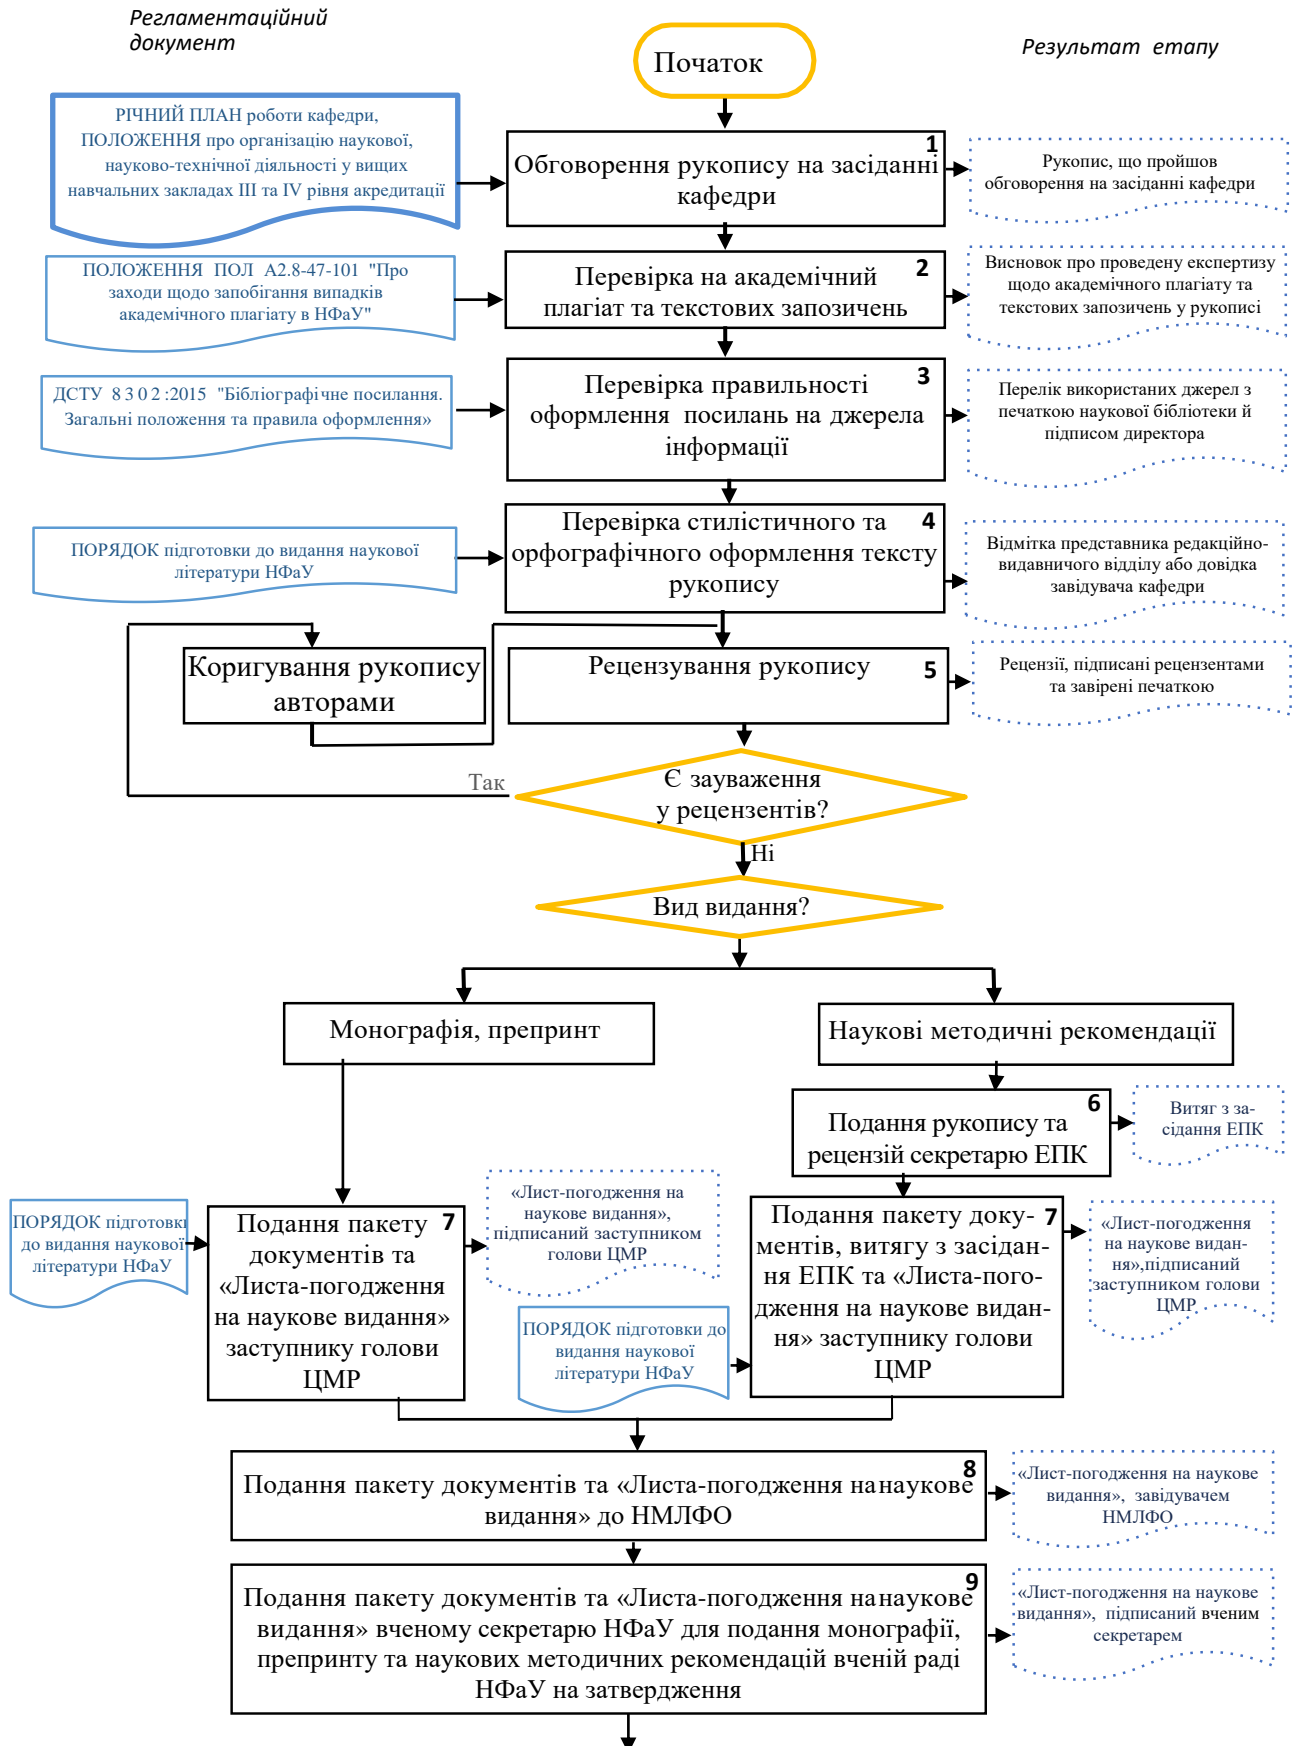 Регламентаційний
документ
Початок
Результат етапу
РІЧНИЙ ПЛАН роботи кафедри,
ПОЛОЖЕННЯ про організацію наукової,
науково-технічної діяльності у вищих
навчальних закладах III та IV рівня акредитації
1
Обговорення рукопису на засіданні
кафедри
Рукопис, що пройшов
обговорення на засіданні кафедри
ПОЛОЖЕННЯ ПОЛ А2.8-47-101 "Про
заходи щодо запобігання випадків
академічного плагіату в НФаУ"
2
Перевірка на академічний
плагіат та текстових запозичень
Висновок про проведену експертизу
щодо академічного плагіату та
текстових запозичень у рукописі
ДСТУ 8302:2015 "Бібліографічне посилання.
Загальні положення та правила оформлення»
3
Перевірка правильності
оформлення посилань на джерела
інформації
Перелік використаних джерел з
печаткою наукової бібліотеки й
підписом директора
ПОРЯДОК підготовки до видання наукової
літератури НФаУ
4
Перевірка стилістичного та
орфографічного оформлення тексту
рукопису
Відмітка представника редакційно-
видавничого відділу або довідка
завідувача кафедри
Коригування рукопису
авторами
Рецензування рукопису
5
Рецензії, підписані рецензентами
та завірені печаткою
Так
Є зауваження
у рецензентів?
Ні
Вид видання?
Монографія, препринт
Наукові методичні рекомендації
6
Подання рукопису та
рецензій секретарю ЕПК
Витяг з за-
сідання ЕПК
ПОРЯДОК підготовки
до видання наукової
літератури НФаУ
7
Подання пакету
документів та
«Листа-погодження
на наукове видання»
заступнику голови
ЦМР
«Лист-погодження на
наукове видання»,
підписаний заступником
голови ЦМР
ПОРЯДОК підготовки до
видання наукової
літератури НФаУ
7
Подання пакету доку-
ментів, витягу з засідан-
ня ЕПК та «Листа-пого-
дження на наукове видан-
ня» заступнику голови
ЦМР
«Лист-погодження
на наукове видан-
ня»,підписаний
заступником голови
ЦМР
8
Подання пакету документів та «Листа-погодження на наукове
видання» до НМЛФО
«Лист-погодження на наукове
видання», завідувачем
НМЛФО
9
Подання пакету документів та «Листа-погодження на наукове
видання» вченому секретарю НФаУ для подання монографії,
препринту та наукових методичних рекомендацій вченій раді
НФаУ на затвердження
«Лист-погодження на наукове
видання», підписаний вченим
секретарем